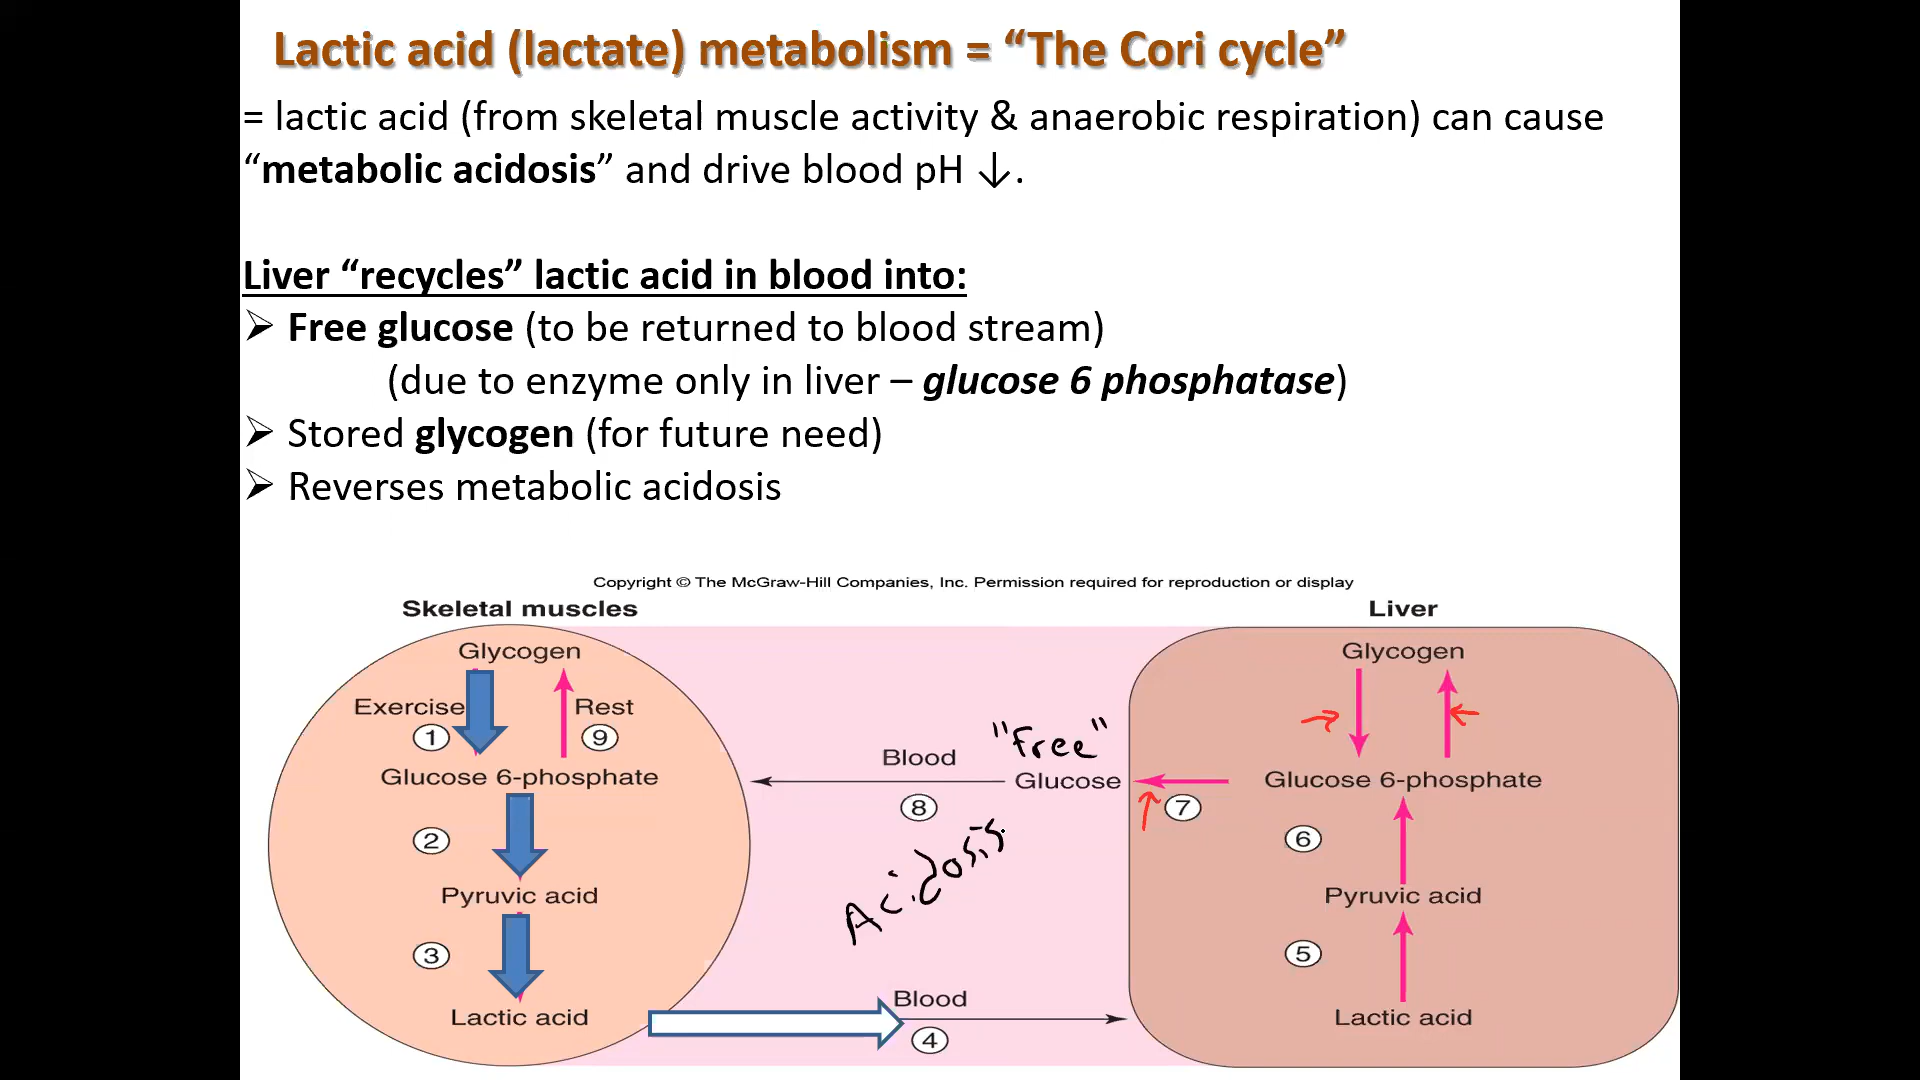 Lactic acid (lactate) metabolism = “The Cori cycle”
= lactic acid (from skeletal muscle activity & anaerobic respiration) can cause
“metabolic acidosis” and drive blood pH ↓.
Liver “recycles” lactic acid in blood into:
➢ Free glucose (to be returned to blood stream)
(due to enzyme only in liver – glucose 6 phosphatase)
➢ Stored glycogen (for future need)
➢ Reverses metabolic acidosis
Copyright © The McGraw-Hill Companies, Inc. Permission required for reproduction or display
Skeletal muscles
Glycogen
Exercise
Rest
1
9
Glucose 6-phosphate
2
Pyruvic acid
3
Lactic acid
"Free"
Blood
Glucose
8
Acidosis
Blood
4
Liver
Glycogen
Glucose 6-phosphate
7
6
Pyruvic acid
5
Lactic acid